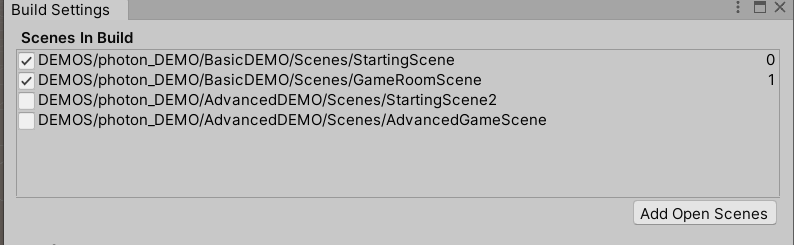 Build Settings
Scenes In Build
DEMOS/photon_DEMO/BasicDEMO/Scenes/StartingScene 0
DEMOS/photon_DEMO/BasicDEMO/Scenes/GameRoomScene 1
DEMOS/photon_DEMO/AdvancedDEMO/Scenes/StartingScene2
DEMOS/photon_DEMO/AdvancedDEMO/Scenes/AdvancedGameScene
Add Open Scenes